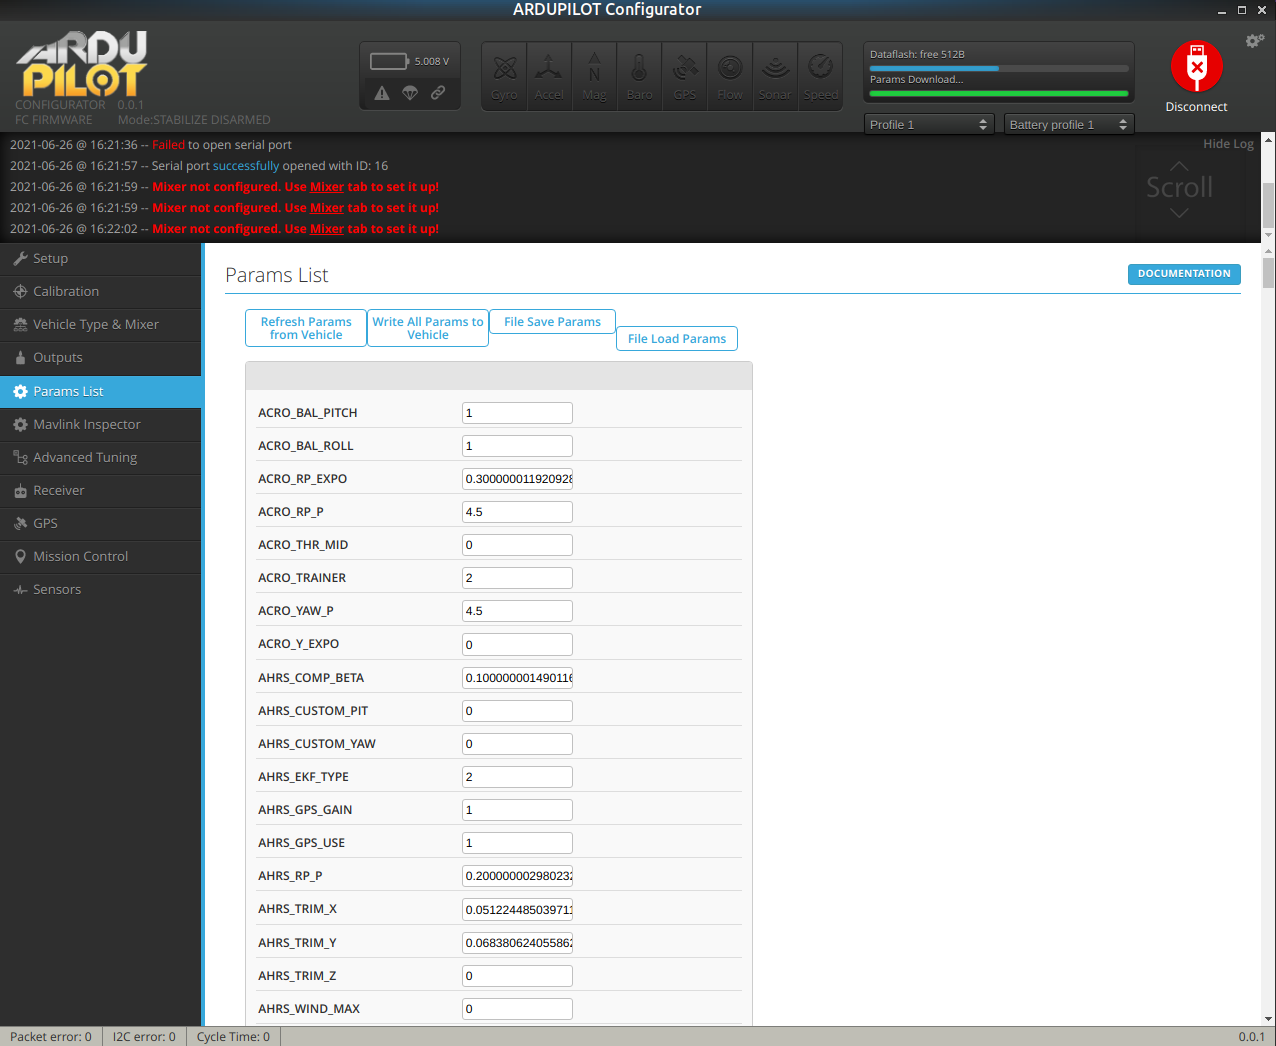 ARDUPILOT Configurator
ARDU
PILOT
CONFIGURATOR 0.0.1
FC FIRMWARE Mode:STABILIZE DISARMED
5.008 V
Gyro Accel Mag Baro GPS Flow Sonar Speed
N
Dataflash: free 512B
Params Download...
Profile 1
Battery profile 1
Disconnect
2021-06-26 @ 16:21:36 -- Failed to open serial port
2021-06-26 @ 16:21:57 -- Serial port successfully opened with ID: 16
2021-06-26 @ 16:21:59 -- Mixer not configured. Use Mixer tab to set it up!
2021-06-26 @ 16:21:59 -- Mixer not configured. Use Mixer tab to set it up!
2021-06-26 @ 16:22:02 -- Mixer not configured. Use Mixer tab to set it up!
Hide Log
Scroll
Setup
Calibration
Vehicle Type & Mixer
Outputs
Params List
Mavlink Inspector
Advanced Tuning
Receiver
GPS
Mission Control
Sensors
Params List
DOCUMENTATION
Refresh Params
from Vehicle
Write All Params to
Vehicle
File Save Params
File Load Params
ACRO_BAL_PITCH 1
ACRO_BAL_ROLL 1
ACRO_RP_EXPO 0.300000011920928
ACRO_RP_P 4.5
ACRO_THR_MID 0
ACRO_TRAINER 2
ACRO_YAW_P 4.5
ACRO_Y_EXPO 0
AHRS_COMP_BETA 0.100000001490116
AHRS_CUSTOM_PIT 0
AHRS_CUSTOM_YAW 0
AHRS_EKF_TYPE 2
AHRS_GPS_GAIN 1
AHRS_GPS_USE 1
AHRS_RP_P 0.200000002980232
AHRS_TRIM_X 0.051224485039711
AHRS_TRIM_Y 0.068380624055862
AHRS_TRIM_Z 0
AHRS_WIND_MAX 0
Packet error: 0 I2C error: 0 Cycle Time: 0 0.0.1